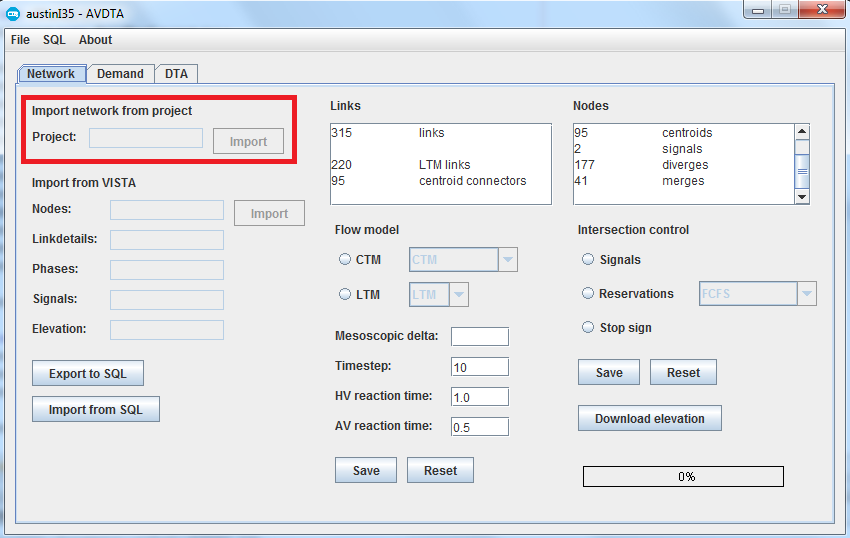 austinI35 - AVDTA
File SQL About
Network Demand DTA
Import network from project
Project: Import
Import from VISTA
Nodes: Import
Linkdetails:
Phases:
Signals:
Elevation:
Export to SQL
Import from SQL
Links
315 links
220 LTM links
95 centroid connectors
Flow model
CTM CTM
LTM LTM
Mesoscopic delta:
Timestep: 10
HV reaction time: 1.0
AV reaction time: 0.5
Save Reset
Nodes
95 centroids
2 signals
177 diverges
41 merges
Intersection control
Signals
Reservations FCFS
Stop sign
Save Reset
Download elevation
0%